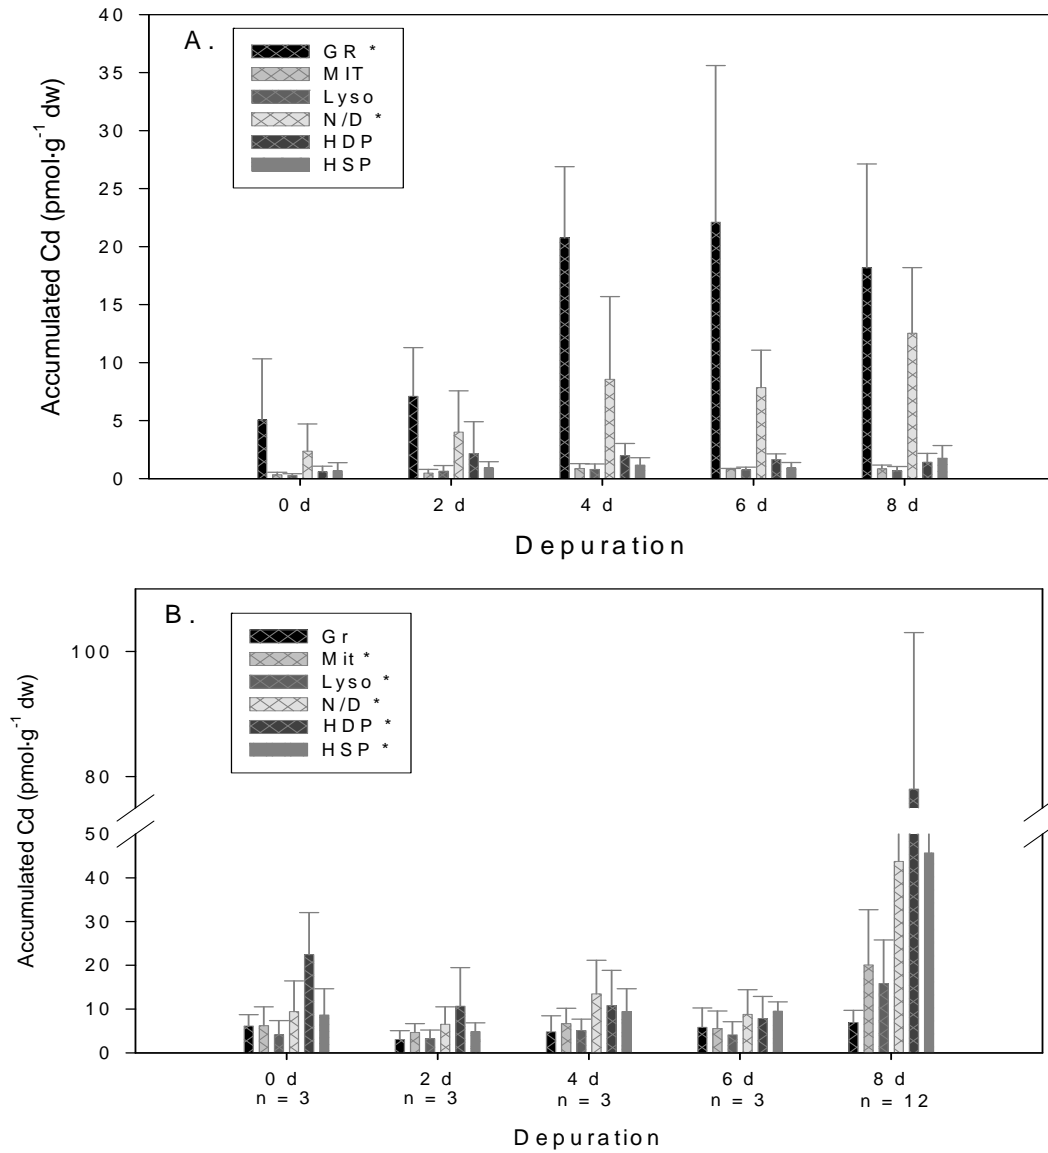 A.
GR *
MIT
Lyso
N/D *
HDP
HSP
Accumulated Cd (pmol·g⁻¹ dw)
40
35
30
25
20
15
10
5
0
0 d 2 d 4 d 6 d 8 d
Depuration
B.
Gr
Mit *
Lyso *
N/D *
HDP *
HSP *
Accumulated Cd (pmol·g⁻¹ dw)
100
80
50
40
30
20
10
0
0 d 2 d 4 d 6 d 8 d
n = 3 n = 3 n = 3 n = 3 n = 12
Depuration